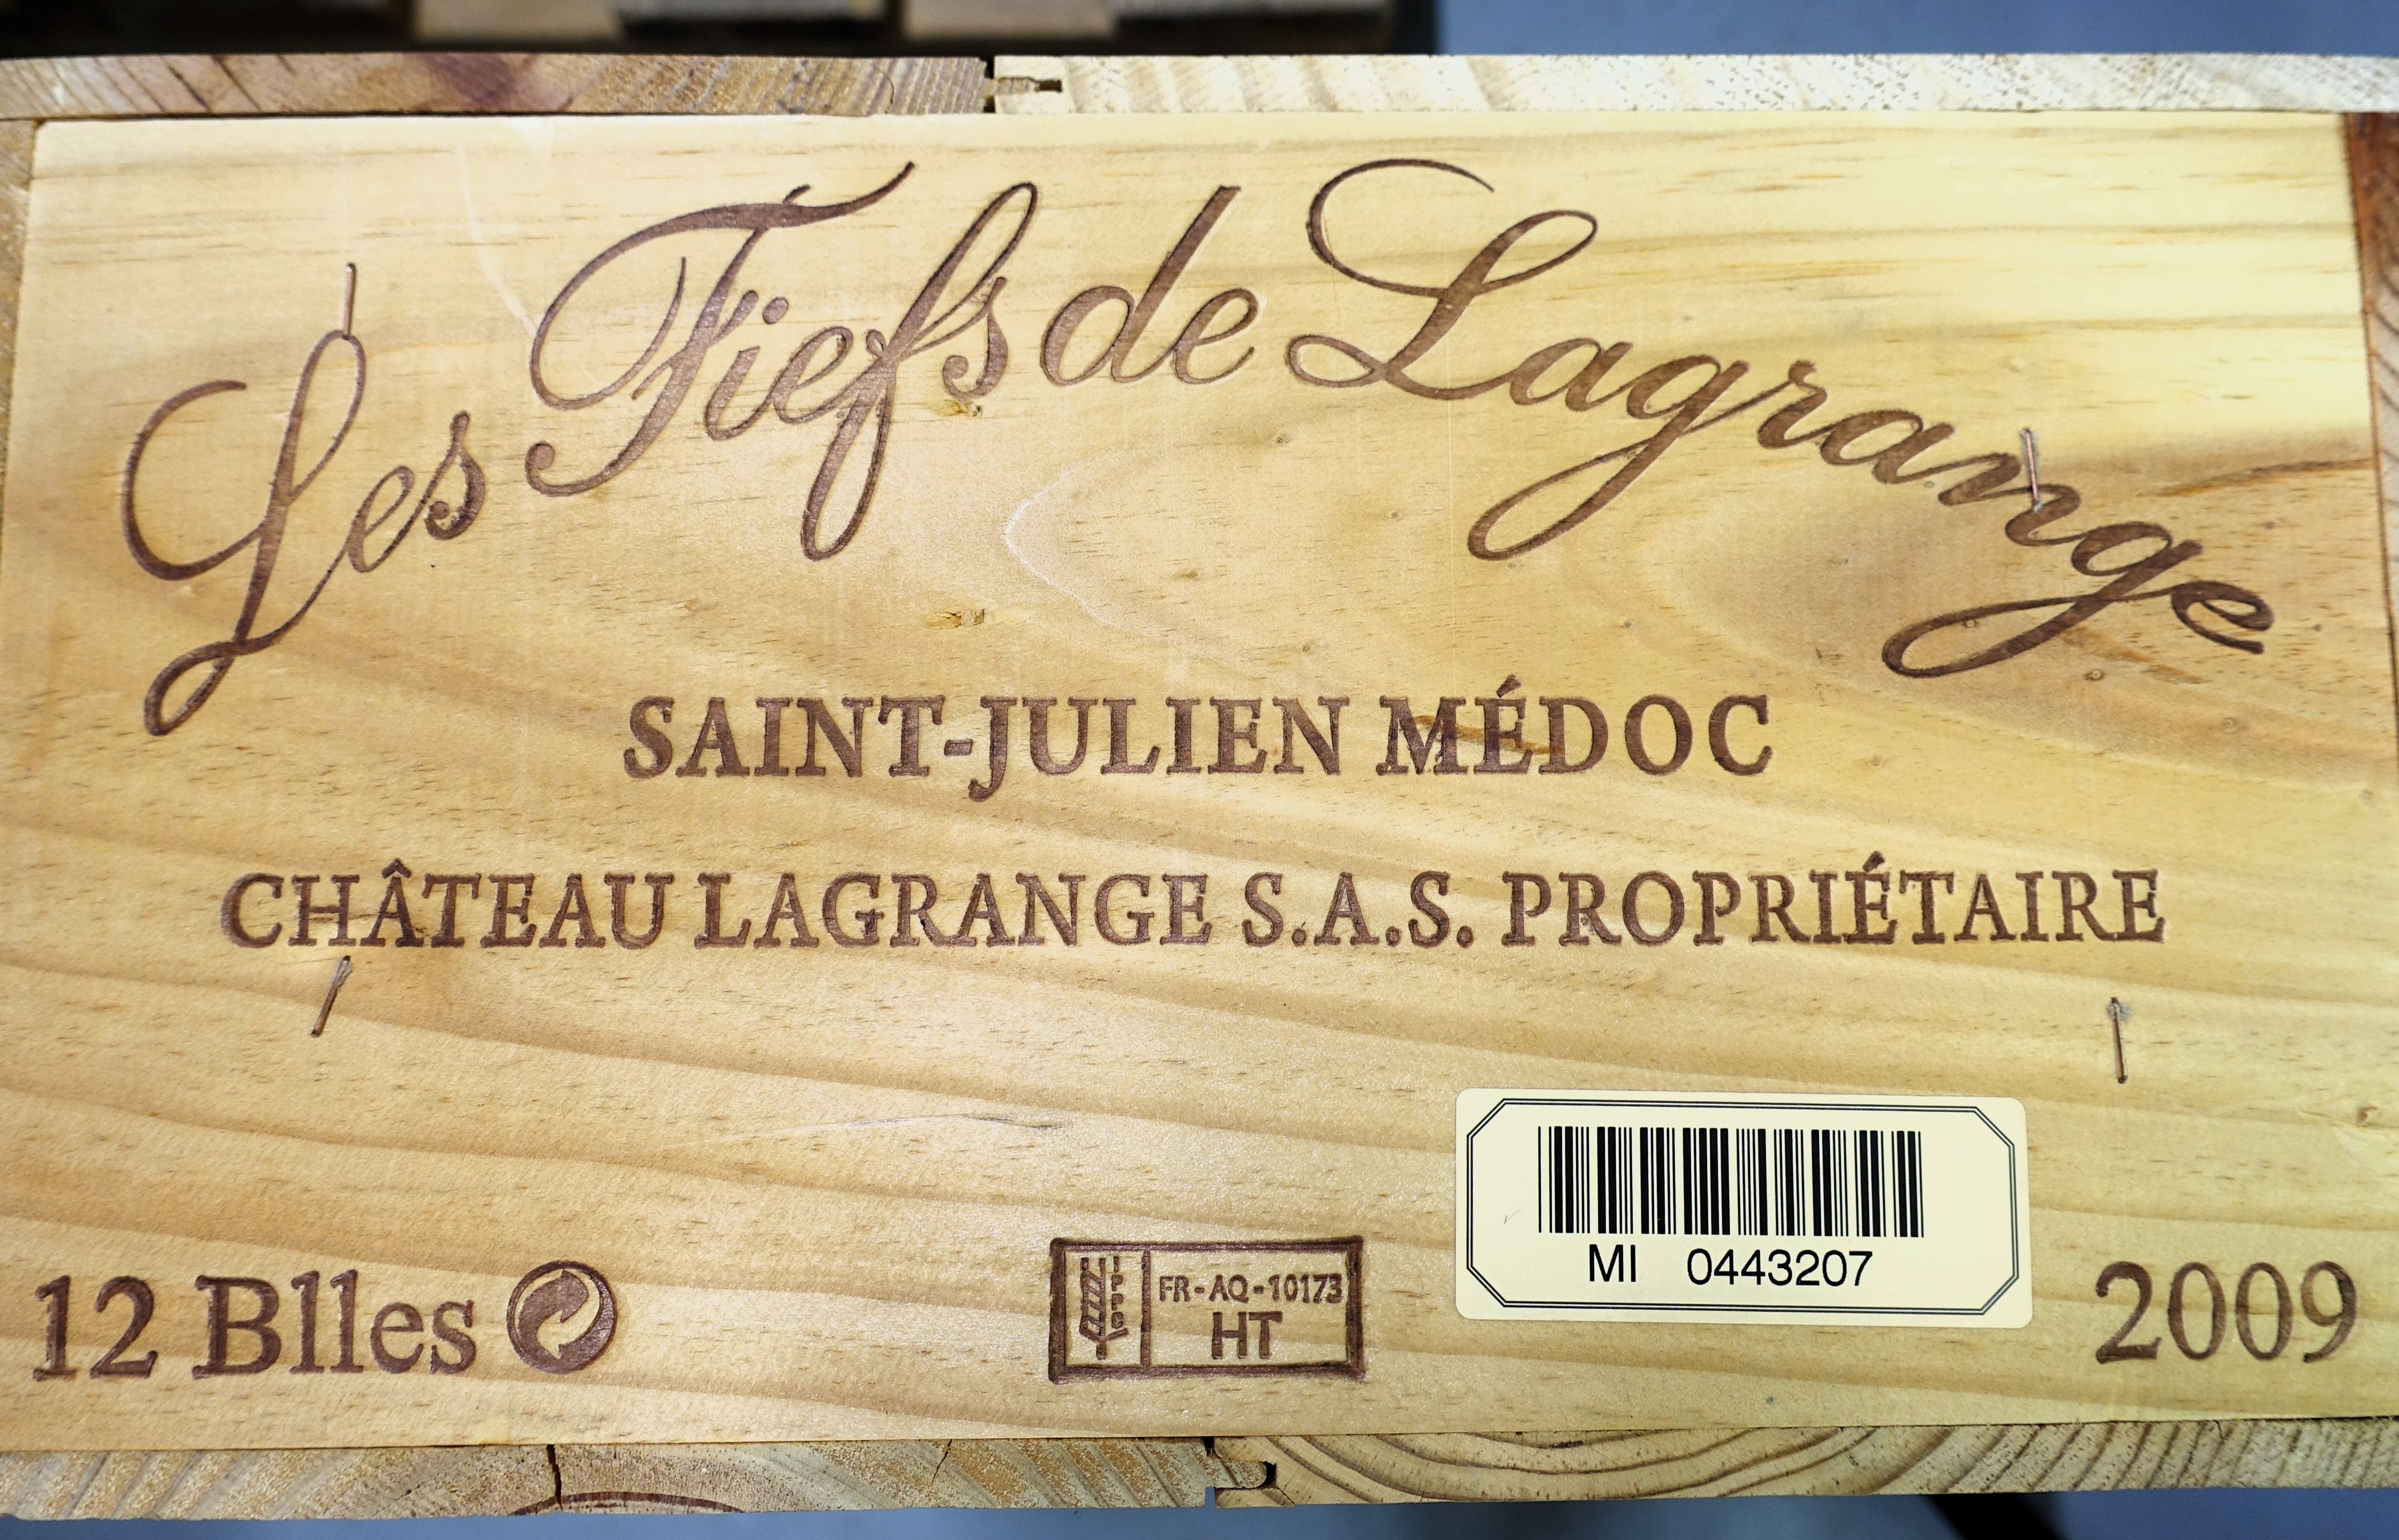 Les Fiefs de Lagrange
SAINT-JULIEN MÉDOC
CHÂTEAU LAGRANGE S.A.S. PROPRIÉTAIRE
12 Blles
IPPC
FR-AQ-10173
HT
MI 0443207
2009